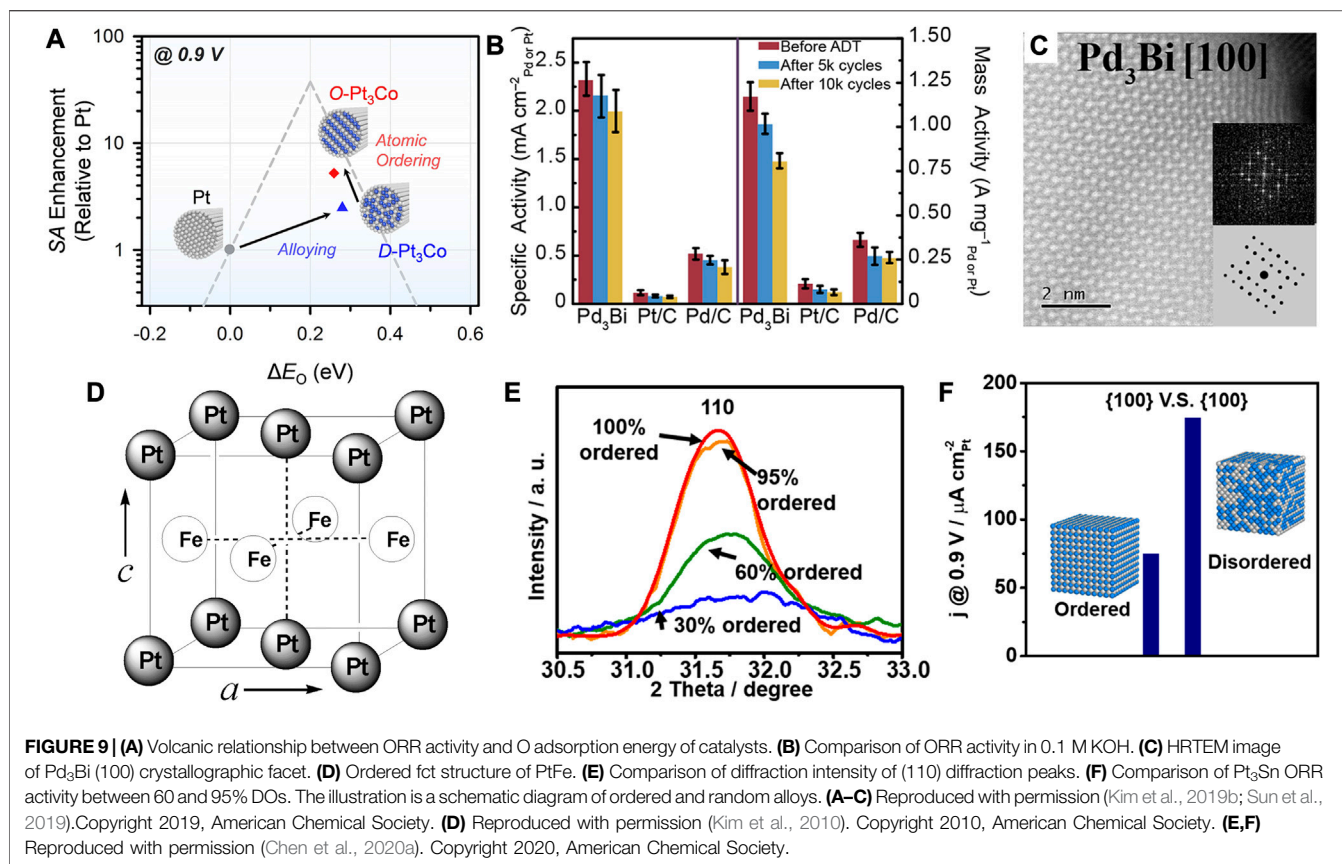 A
@ 0.9 V
SA Enhancement
(Relative to Pt)
100
10
1
O-Pt₃Co
Atomic
Ordering
Pt
Alloying
D-Pt₃Co
-0.2 0.0 0.2 0.4 0.6
ΔE_O (eV)
B
Specific Activity (mA cm⁻² Pd or Pt)
2.5
2.0
1.5
1.0
0.5
0.0
Before ADT
After 5k cycles
After 10k cycles
1.50
1.25
1.00
0.75
0.50
0.25
0
Mass Activity (A mg⁻¹ Pd or Pt)
Pd₃Bi Pt/C Pd/C Pd₃Bi Pt/C Pd/C
C
Pd₃Bi [100]
2 nm
D
Pt Pt Pt
Pt Pt Pt
Fe Fe Fe Fe
c
Pt Pt Pt
Pt Pt Pt
a
E
Intensity / a. u.
110
100%
ordered
95%
ordered
60% ordered
30% ordered
30.5 31.0 31.5 32.0 32.5 33.0
2 Theta / degree
F
j @ 0.9 V / μA cm⁻²Pt
200
175
150
125
100
75
50
25
0
{100} V.S. {100}
Ordered
Disordered
FIGURE 9 | (A) Volcanic relationship between ORR activity and O adsorption energy of catalysts. (B) Comparison of ORR activity in 0.1 M KOH. (C) HRTEM image
of Pd₃Bi (100) crystallographic facet. (D) Ordered fct structure of PtFe. (E) Comparison of diffraction intensity of (110) diffraction peaks. (F) Comparison of Pt₃Sn ORR
activity between 60 and 95% DOs. The illustration is a schematic diagram of ordered and random alloys. (A–C) Reproduced with permission (Kim et al., 2019b; Sun et al.,
2019).Copyright 2019, American Chemical Society. (D) Reproduced with permission (Kim et al., 2010). Copyright 2010, American Chemical Society. (E,F)
Reproduced with permission (Chen et al., 2020a). Copyright 2020, American Chemical Society.